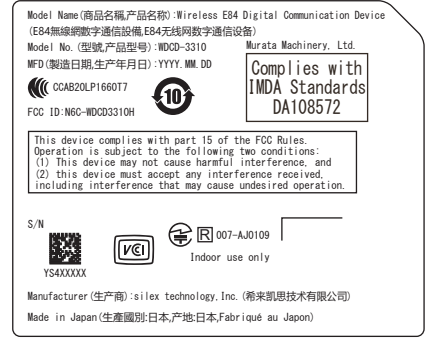 Model Name(商品名稱,产品名称):Wireless E84 Digital Communication Device
(E84無線網數字通信設備,E84无线网数字通信设备)
Model No.(型號,产品型号):WDCD-3310
Murata Machinery, Ltd.
MFD(製造日期,生产年月日):YYYY.MM.DD
CCAB20LP1660T7
10
Complies with
IMDA Standards
DA108572
FCC ID:N6C-WDCD3310H
This device complies with part 15 of the FCC Rules.
Operation is subject to the following two conditions:
(1) This device may not cause harmful interference, and
(2) this device must accept any interference received,
including interference that may cause undesired operation.
S/N
VCI
R 007-AJ0109
Indoor use only
YS4XXXXX
Manufacturer(生产商):silex technology,Inc.(希来凯思技术有限公司)
Made in Japan(生產國別:日本,产地:日本,Fabriqué au Japon)